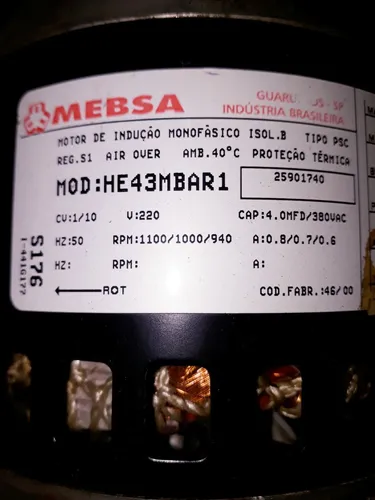 MEBSA
INDÚSTRIA BRASILEIRA
MOTOR DE INDUÇÃO MONOFÁSICO ISOL.B TIPO PSC
REG.S1 AIR OVER AMB.40°C PROTEÇÃO TÉRMICA
MOD:HE43MBAR1 25901740
CV:1/10 V:220 CAP:4.0MFD/380VAC
HZ:50 RPM:1100/1000/940 A:0.8/0.7/0.6
HZ: RPM: A:
←ROT COD.FABR.:46/00
S176